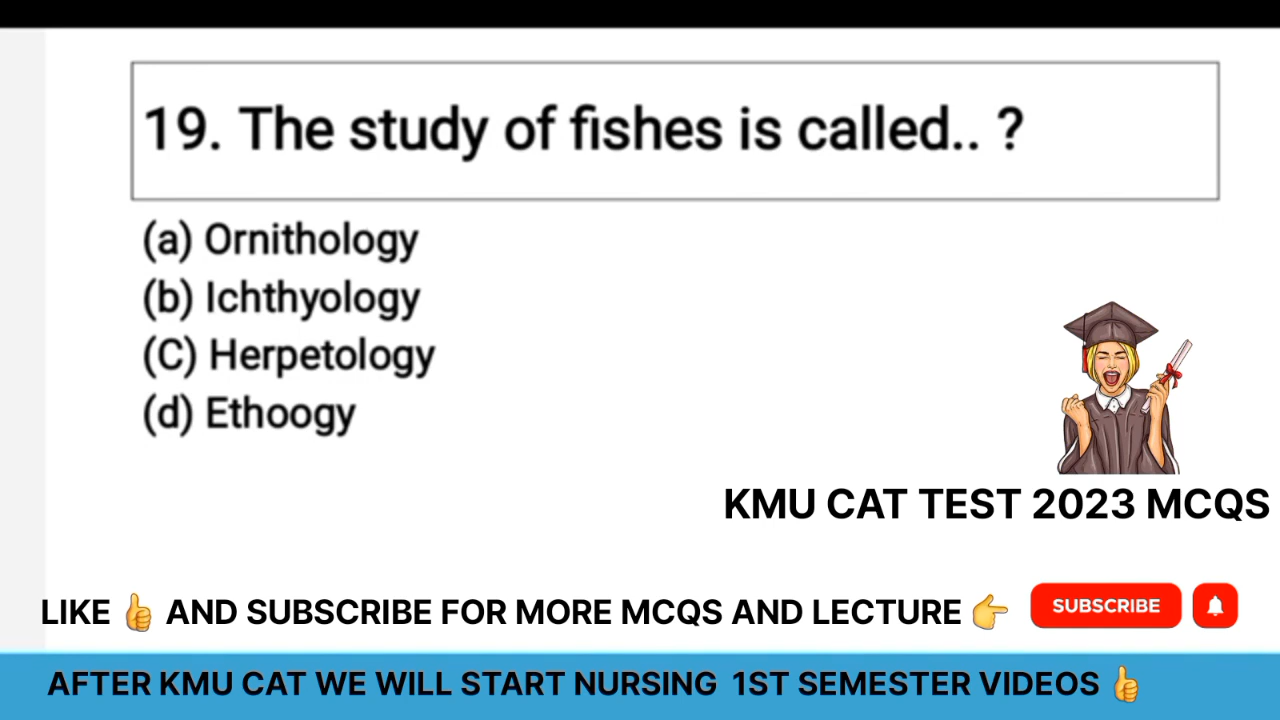 19. The study of fishes is called.. ?
(a) Ornithology
(b) Ichthyology
(C) Herpetology
(d) Ethoogy
KMU CAT TEST 2023 MCQS
LIKE 👍 AND SUBSCRIBE FOR MORE MCQS AND LECTURE 👉 SUBSCRIBE
AFTER KMU CAT WE WILL START NURSING 1ST SEMESTER VIDEOS 👍